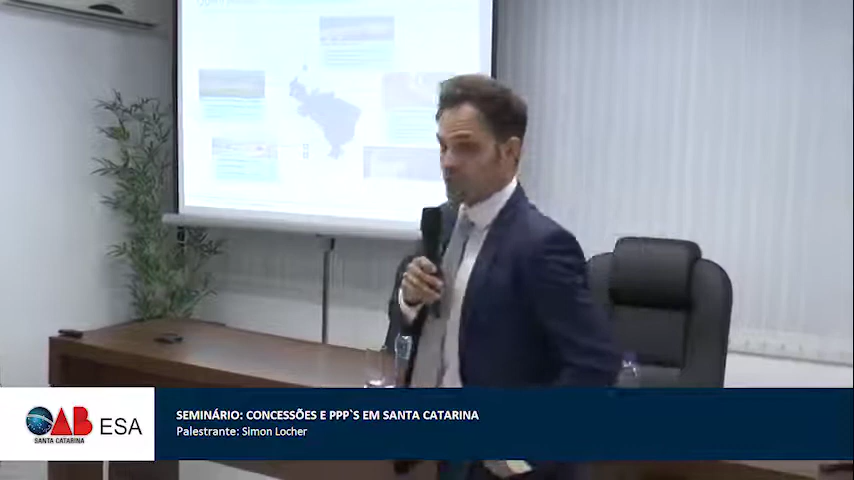 OAB ESA
SANTA CATARINA
SEMINÁRIO: CONCESSÕES E PPP`S EM SANTA CATARINA
Palestrante: Simon Locher